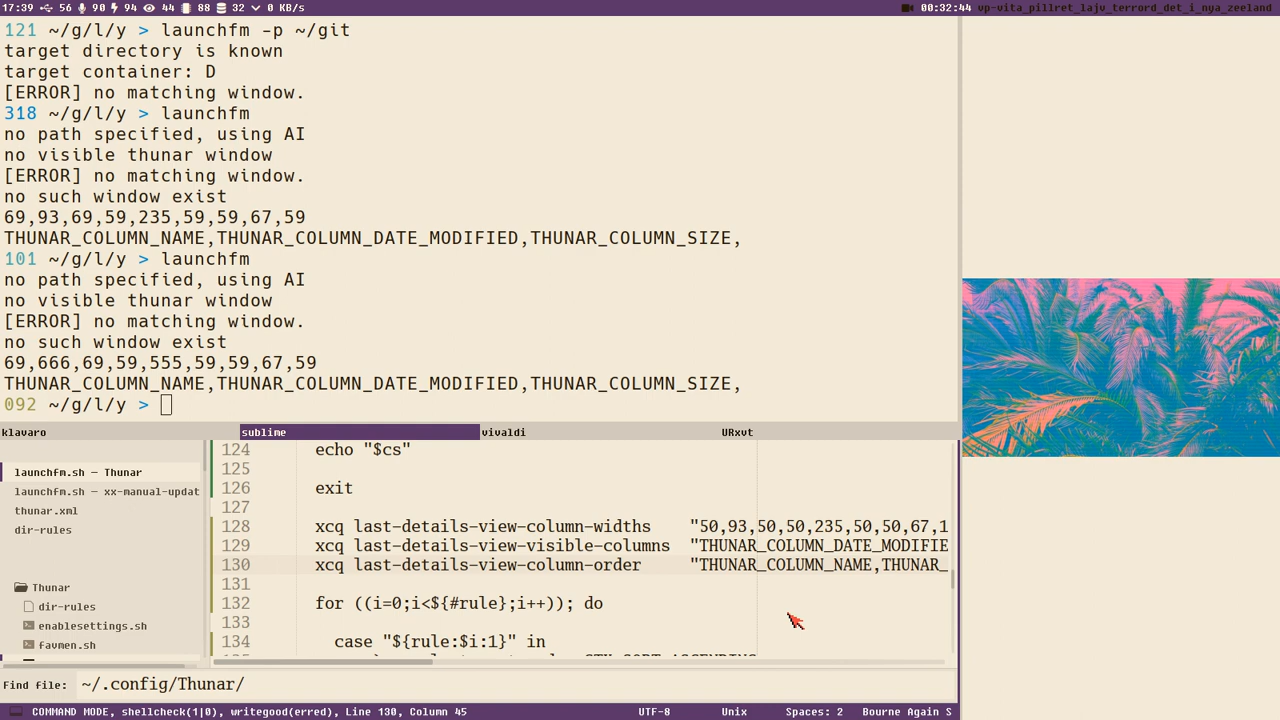 17:39 56 90 94 44 88 32 0 KB/s 00:32:44 vp-vita_pillret_lajv_terrord_det_i_nya_zeeland
121 ~/g/l/y > launchfm -p ~/git
target directory is known
target container: D
[ERROR] no matching window.
318 ~/g/l/y > launchfm
no path specified, using AI
no visible thunar window
[ERROR] no matching window.
no such window exist
69,93,69,59,235,59,59,67,59
THUNAR_COLUMN_NAME,THUNAR_COLUMN_DATE_MODIFIED,THUNAR_COLUMN_SIZE,
101 ~/g/l/y > launchfm
no path specified, using AI
no visible thunar window
[ERROR] no matching window.
no such window exist
69,666,69,59,555,59,59,67,59
THUNAR_COLUMN_NAME,THUNAR_COLUMN_DATE_MODIFIED,THUNAR_COLUMN_SIZE,
092 ~/g/l/y >
klavaro sublime vivaldi URxvt
launchfm.sh — Thunar
launchfm.sh — xx-manual-updat
thunar.xml
dir-rules
Thunar
dir-rules
enablesettings.sh
favmen.sh
124 echo "$cs"
125
126 exit
127
128 xcq last-details-view-column-widths "50,93,50,50,235,50,50,67,1
129 xcq last-details-view-visible-columns "THUNAR_COLUMN_DATE_MODIFIE
130 xcq last-details-view-column-order "THUNAR_COLUMN_NAME,THUNAR_
131
132 for ((i=0;i<${#rule};i++)); do
133
134 case "${rule:$i:1}" in
Find file: ~/.config/Thunar/
COMMAND MODE, shellcheck(1|0), writegood(erred), Line 130, Column 45 UTF-8 Unix Spaces: 2 Bourne Again S